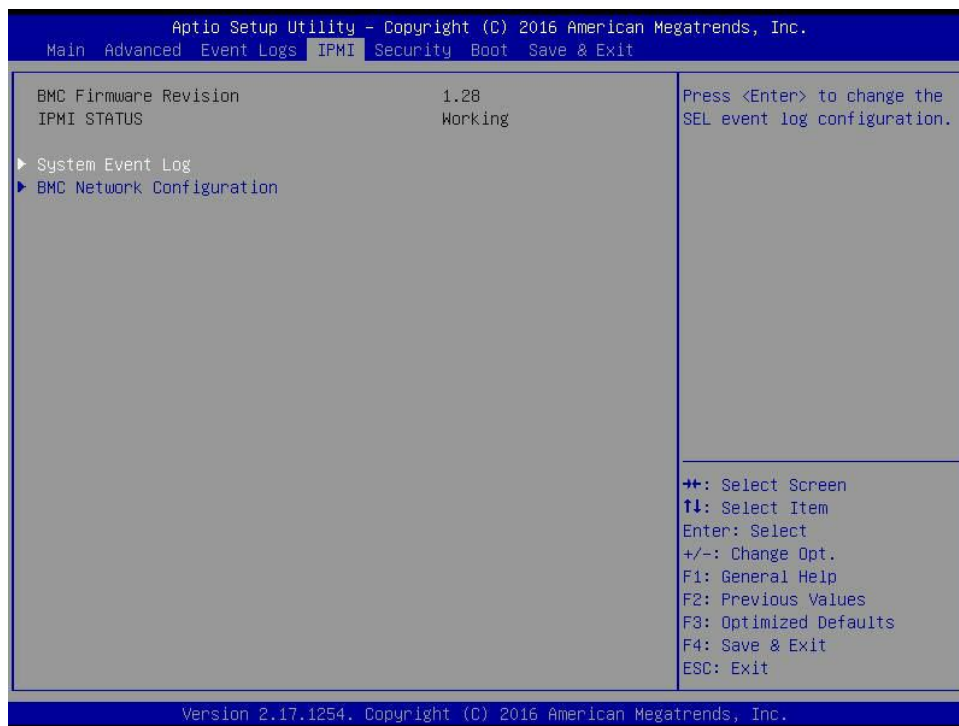 Aptio Setup Utility – Copyright (C) 2016 American Megatrends, Inc.
Main Advanced Event Logs IPMI Security Boot Save & Exit
BMC Firmware Revision 1.28
IPMI STATUS Working
System Event Log
BMC Network Configuration
Press <Enter> to change the
SEL event log configuration.
→←: Select Screen
↑↓: Select Item
Enter: Select
+/-: Change Opt.
F1: General Help
F2: Previous Values
F3: Optimized Defaults
F4: Save & Exit
ESC: Exit
Version 2.17.1254. Copyright (C) 2016 American Megatrends, Inc.